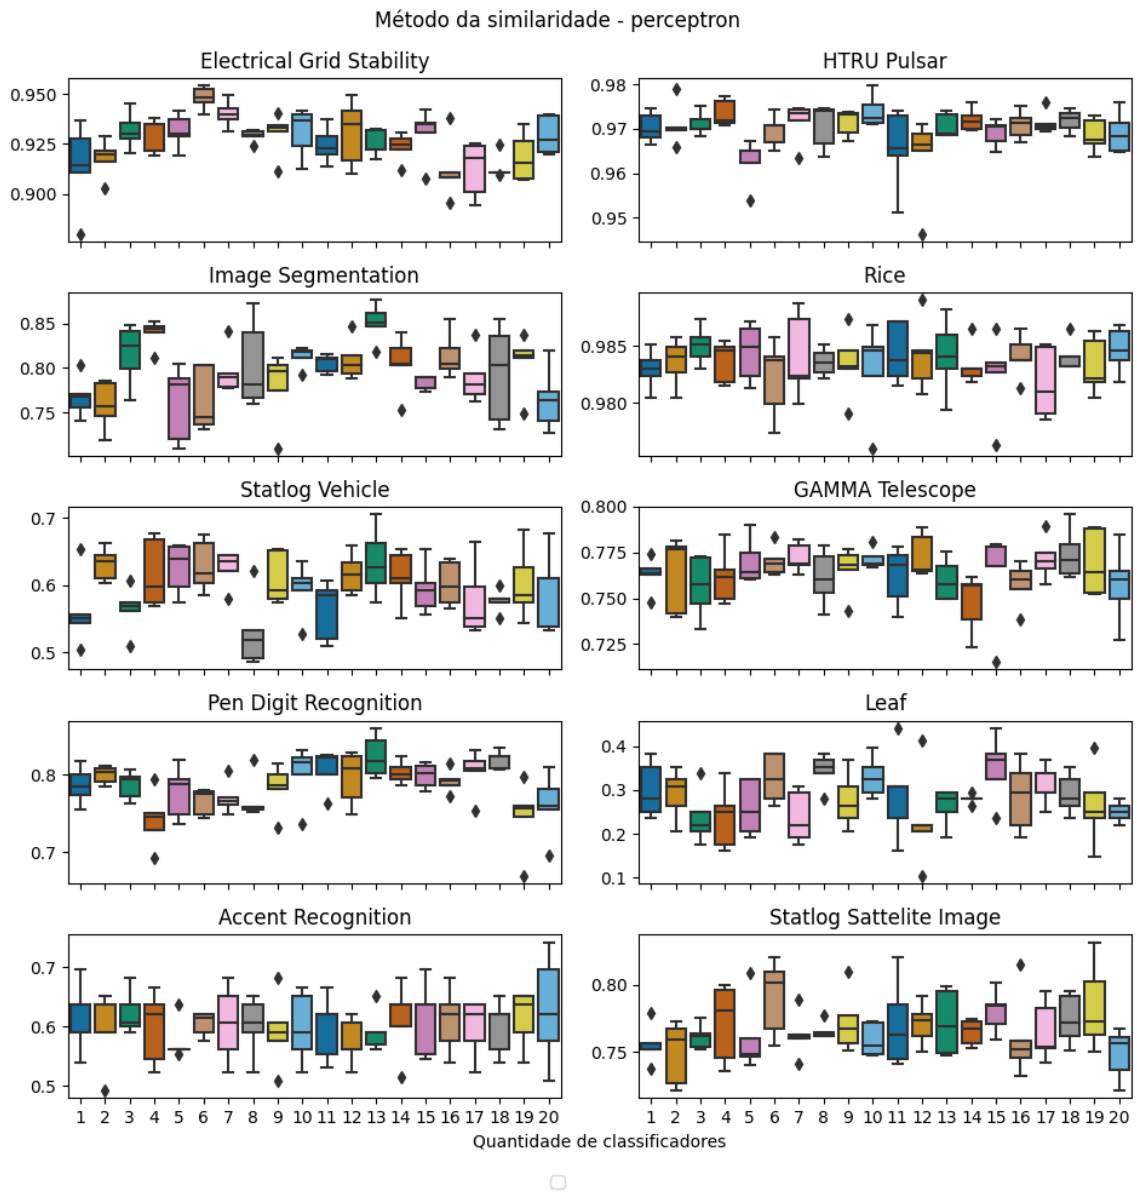 Método da similaridade - perceptron
Electrical Grid Stability
0.950
0.925
0.900
HTRU Pulsar
0.98
0.97
0.96
0.95
Image Segmentation
0.85
0.80
0.75
Rice
0.985
0.980
Statlog Vehicle
0.7
0.6
0.5
GAMMA Telescope
0.800
0.775
0.750
0.725
Pen Digit Recognition
0.8
0.7
Leaf
0.4
0.3
0.2
0.1
Accent Recognition
0.7
0.6
0.5
1 2 3 4 5 6 7 8 9 10 11 12 13 14 15 16 17 18 19 20
Statlog Sattelite Image
0.80
0.75
1 2 3 4 5 6 7 8 9 10 11 12 13 14 15 16 17 18 19 20
Quantidade de classificadores